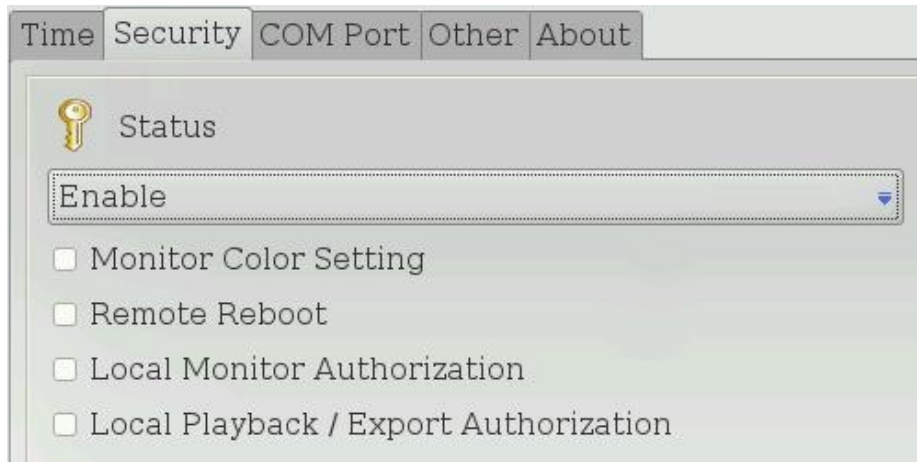 Time Security COM Port Other About
Status
Enable
Monitor Color Setting
Remote Reboot
Local Monitor Authorization
Local Playback / Export Authorization